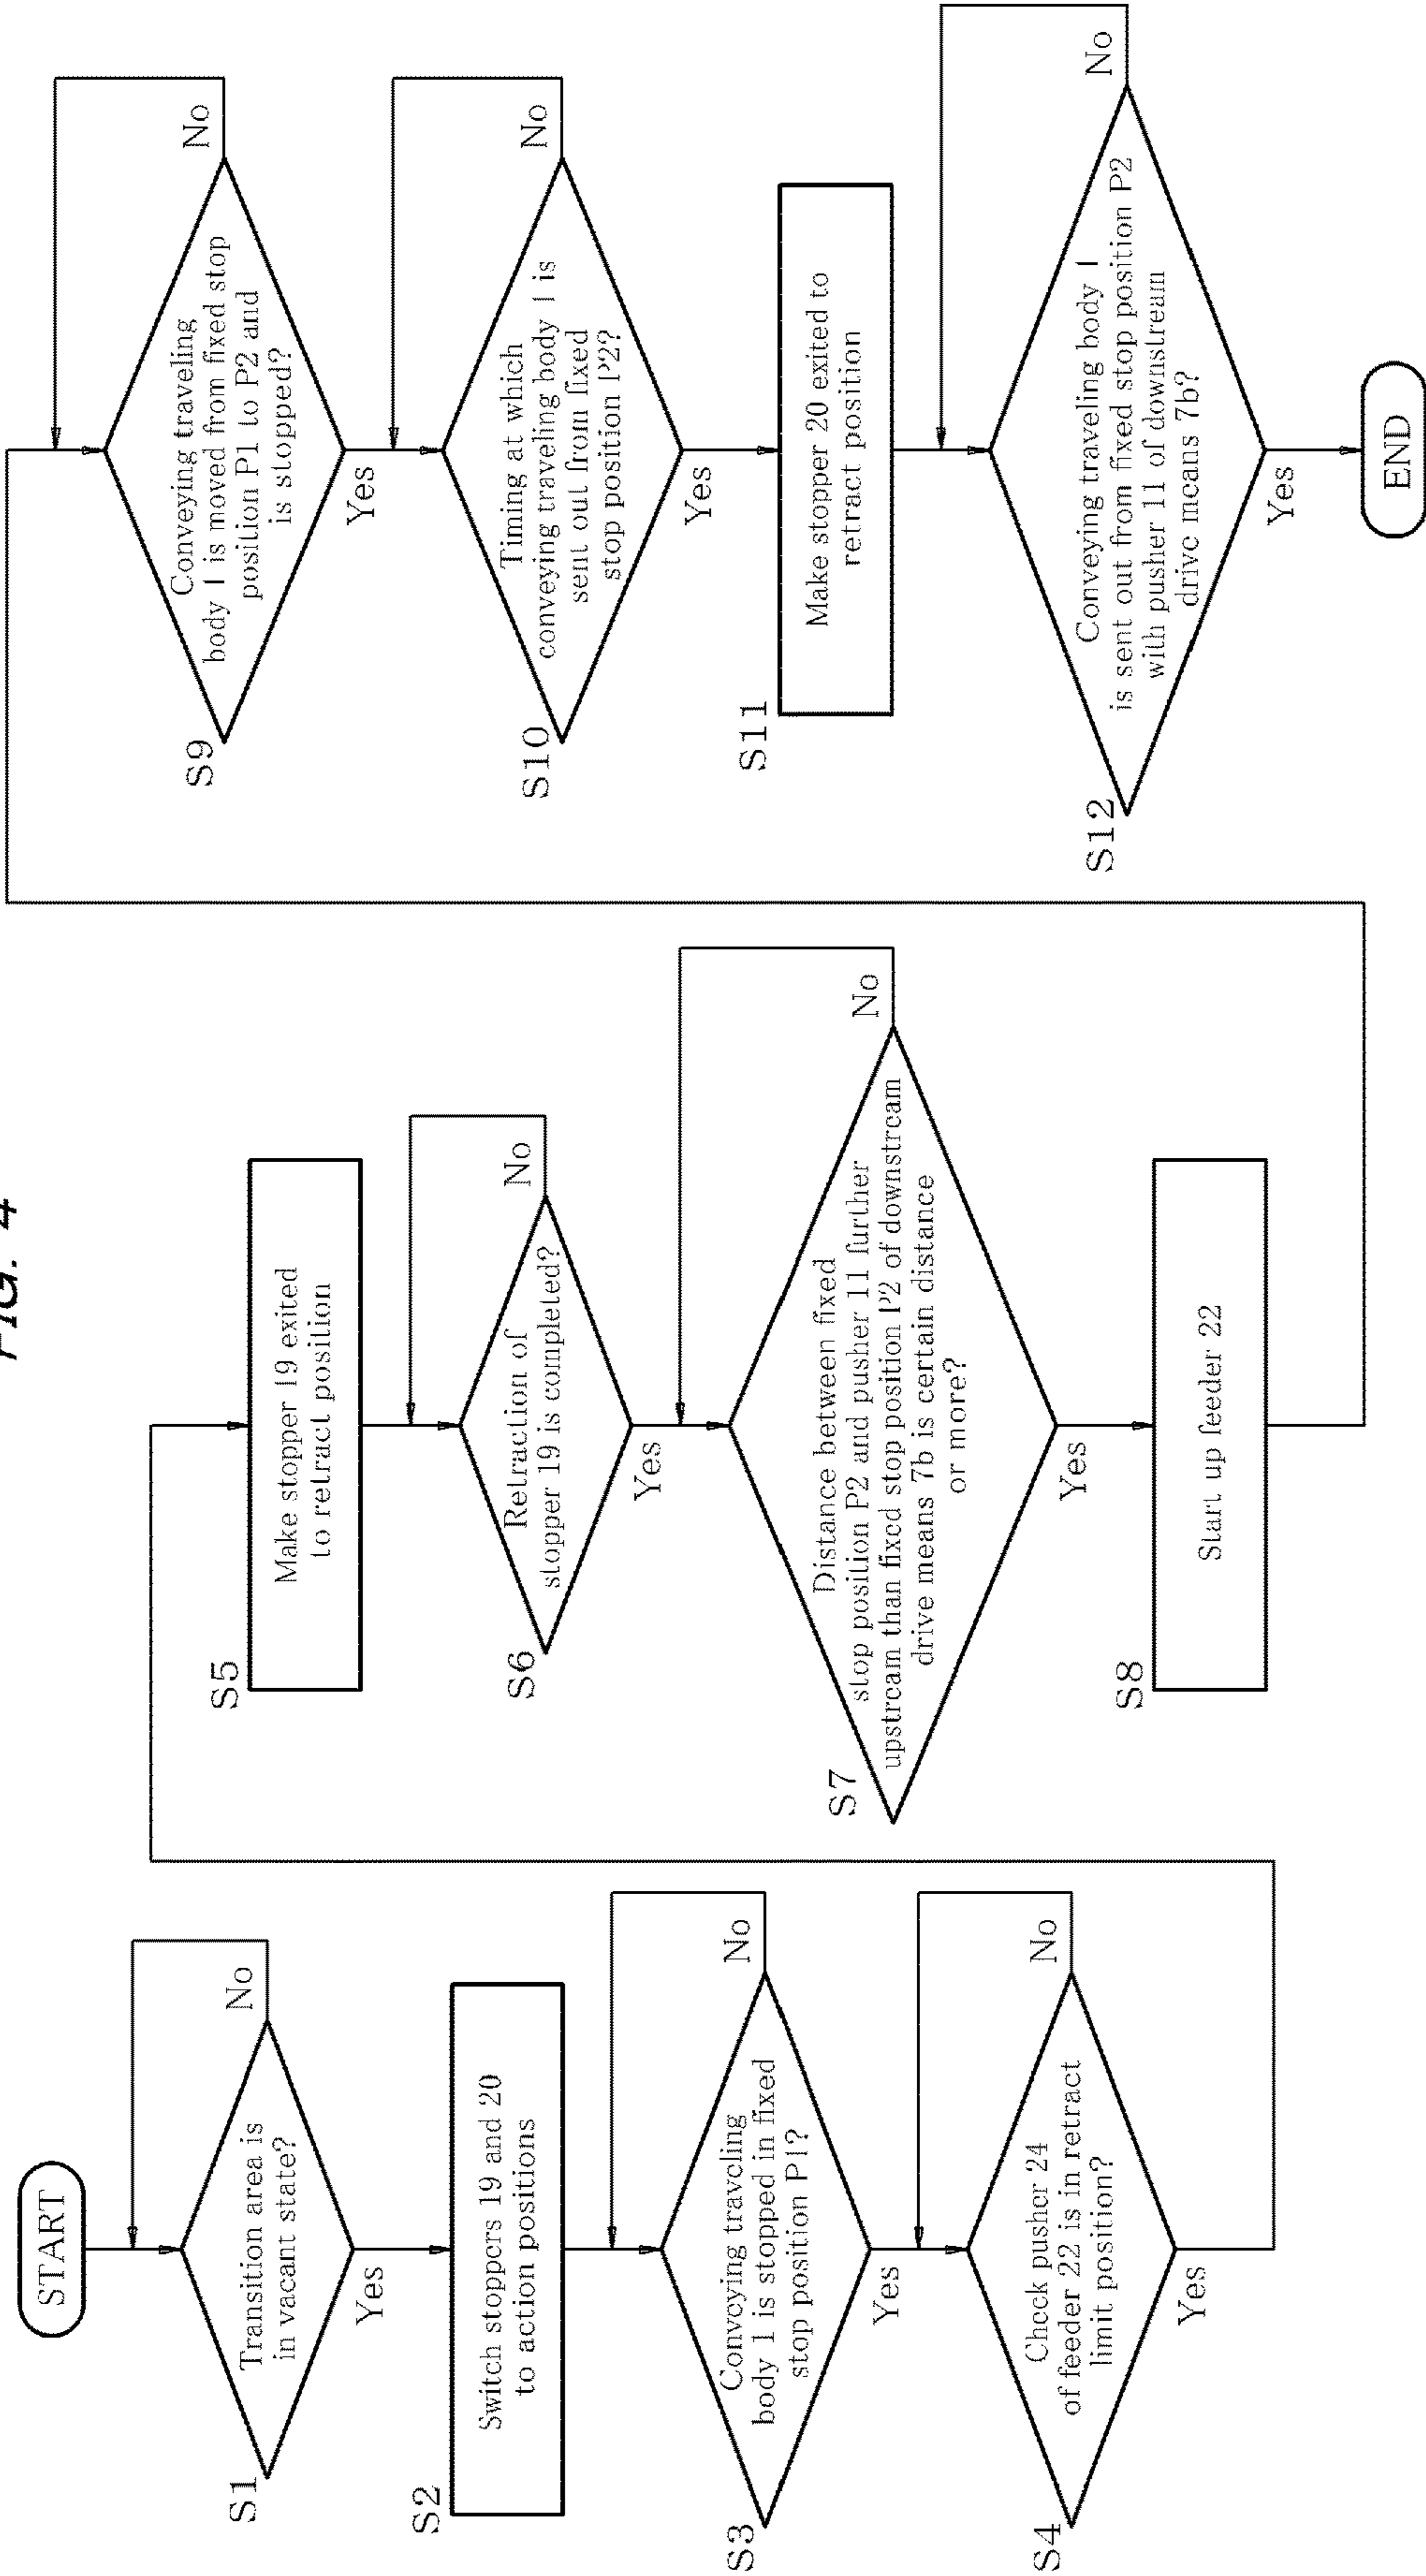 FIG. 4
START
S1
Transition area is
in vacant state?
No
Yes
S2
Switch stoppers 19 and 20
to action positions
S3
Conveying traveling
body 1 is stopped in fixed
stop position P1?
No
Yes
S4
Check pusher 24
of feeder 22 is in retract
limit position?
No
Yes
S5
Make stopper 19 exited
to retract position
S6
Retraction of
stopper 19 is completed?
No
Yes
S7
Distance between fixed
stop position P2 and pusher 11 further
upstream than fixed stop position P2 of downstream
drive means 7b is certain distance
or more?
No
Yes
S8
Start up feeder 22
S9
Conveying traveling
body 1 is moved from fixed stop
position P1 to P2 and
is stopped?
No
Yes
S10
Timing at which
conveying traveling body 1 is
sent out from fixed
stop position P2?
No
Yes
S11
Make stopper 20 exited to
retract position
S12
Conveying traveling body 1
is sent out from fixed stop position P2
with pusher 11 of downstream
drive means 7b?
No
Yes
END